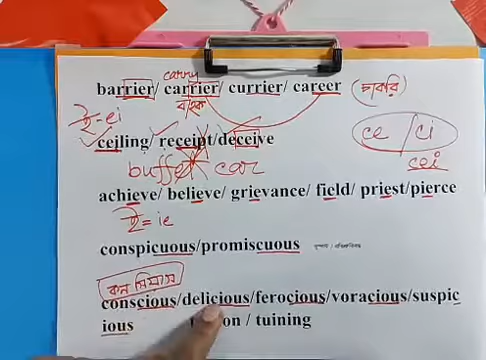 carry
barrier/ carrier/ currier/ career (চাকরি)
বাহক
ই = ei
ce / ci
ceiling/ receipt/deceive
cei
buffer car
achieve/ believe/ grievance/ field/ priest/pierce
ই = ie
conspicuous/promiscuous
conscious/delicious/ferocious/voracious/suspic
ious on / tuining